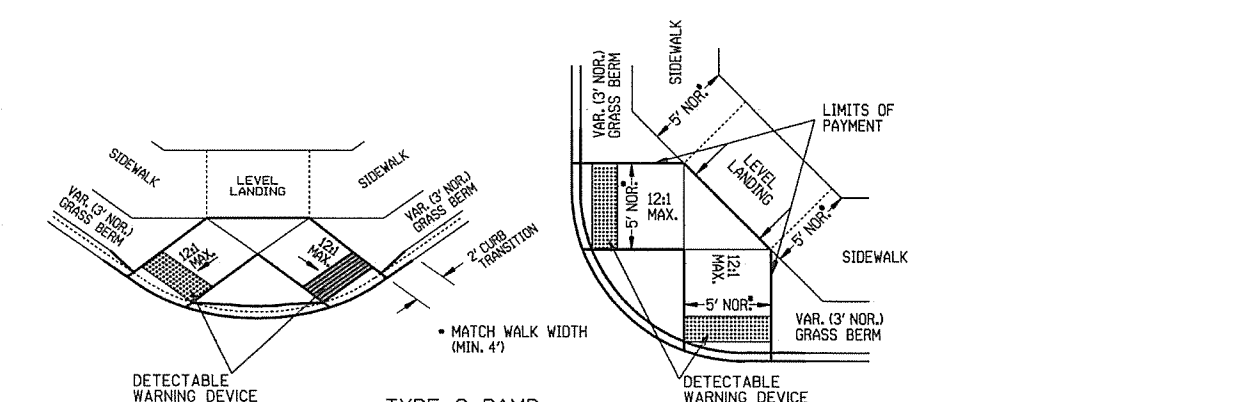 SIDEWALK
LEVEL
LANDING
SIDEWALK
VAR. (3' NOR.)
GRASS BERM
VAR. (3' NOR.)
GRASS BERM
12:1
MAX.
12:1
MAX.
2' CURB
TRANSITION
• MATCH WALK WIDTH
(MIN. 4')
DETECTABLE
WARNING DEVICE
SIDEWALK
VAR. (3' NOR.)
GRASS BERM
5' NOR.•
LIMITS OF
PAYMENT
LEVEL
LANDING
5' NOR.•
12:1
MAX.
5' NOR.•
SIDEWALK
12:1
MAX.
5' NOR.•
VAR. (3' NOR.)
GRASS BERM
DETECTABLE
WARNING DEVICE
RAMP